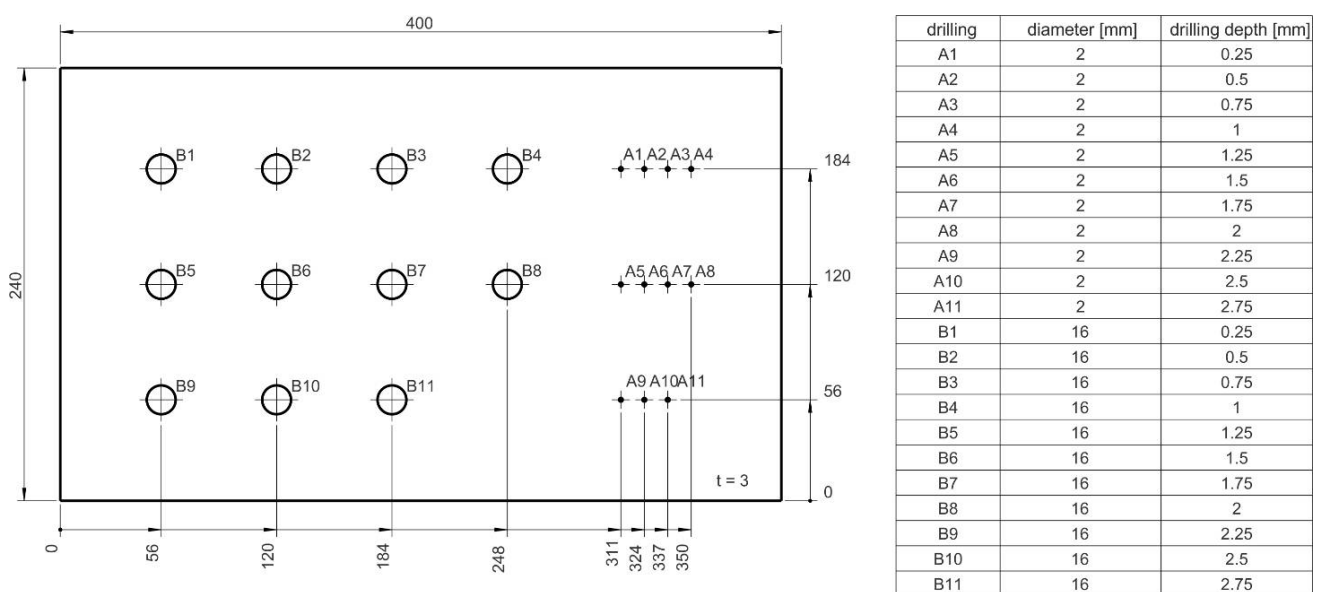 400
240
B1 B2 B3 B4 A1 A2 A3 A4
184
B5 B6 B7 B8 A5 A6 A7 A8
120
B9 B10 B11 A9 A10 A11
56
t = 3
0
0 56 120 184 248 311 324 337 350
drilling diameter [mm] drilling depth [mm]
A1 2 0.25
A2 2 0.5
A3 2 0.75
A4 2 1
A5 2 1.25
A6 2 1.5
A7 2 1.75
A8 2 2
A9 2 2.25
A10 2 2.5
A11 2 2.75
B1 16 0.25
B2 16 0.5
B3 16 0.75
B4 16 1
B5 16 1.25
B6 16 1.5
B7 16 1.75
B8 16 2
B9 16 2.25
B10 16 2.5
B11 16 2.75